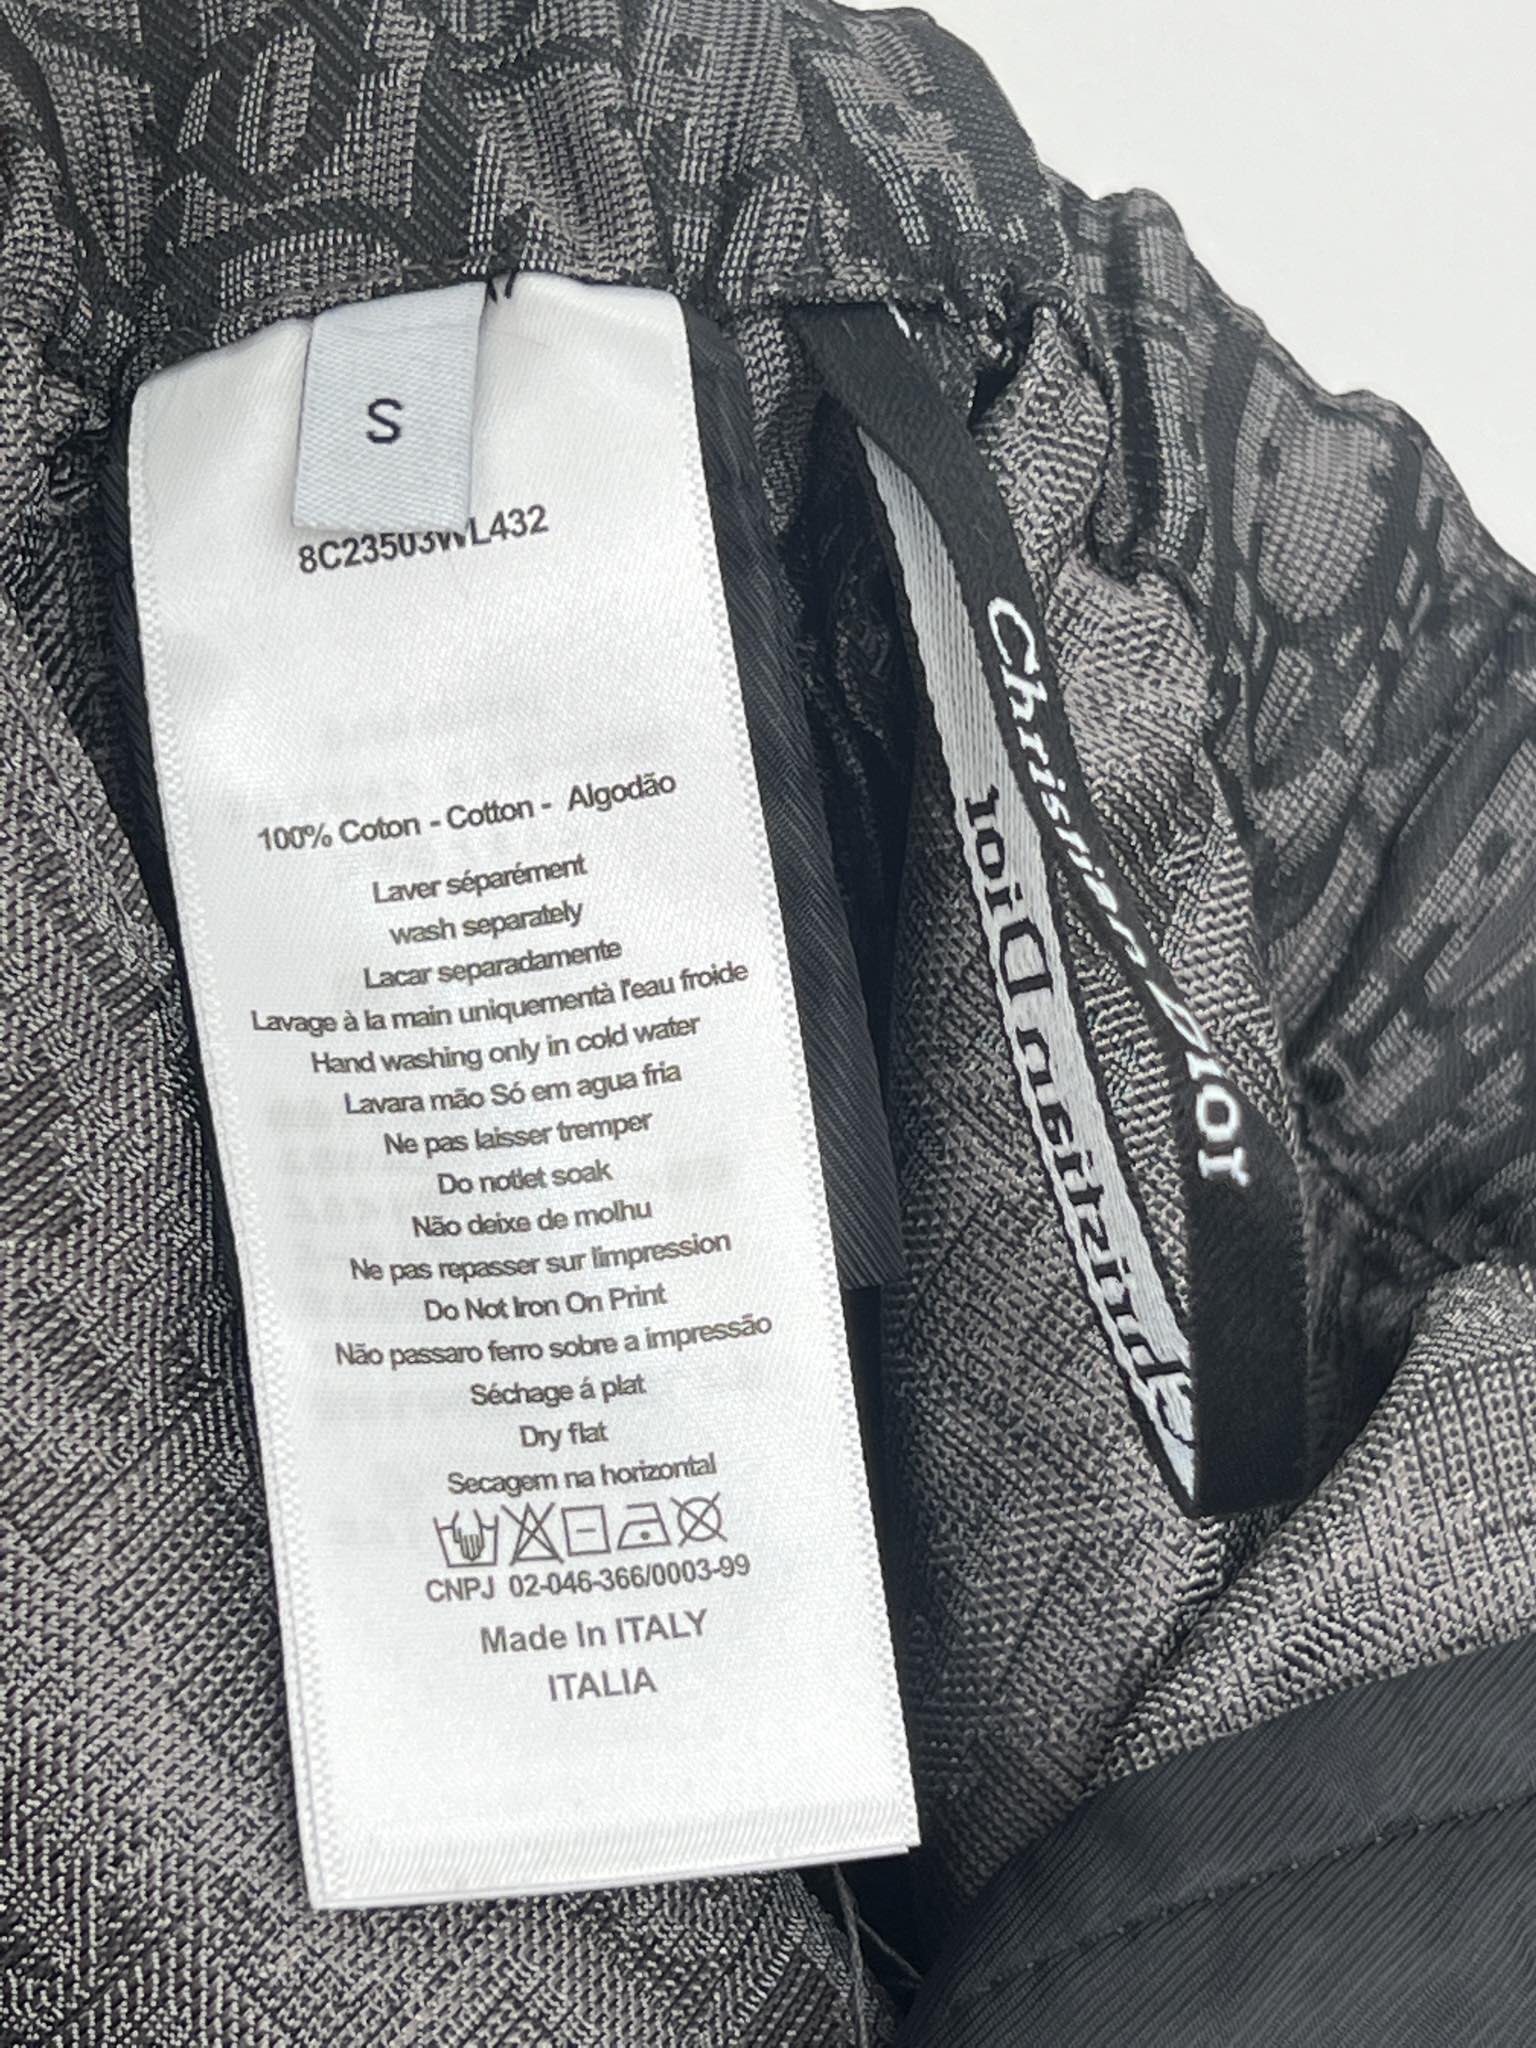 S
8C23503WL432
100% Coton - Cotton - Algodão
Laver séparément
wash separately
Lacar separadamente
Lavage à la main uniquementà l'eau froide
Hand washing only in cold water
Lavara mão Só em agua fria
Ne pas laisser tremper
Do notlet soak
Não deixe de molhu
Ne pas repasser sur limpression
Do Not Iron On Print
Não passaro ferro sobre a impressão
Séchage á plat
Dry flat
Secagem na horizontal
CNPJ 02-046-366/0003-99
Made In ITALY
ITALIA
Christian Dior
Christian Dior